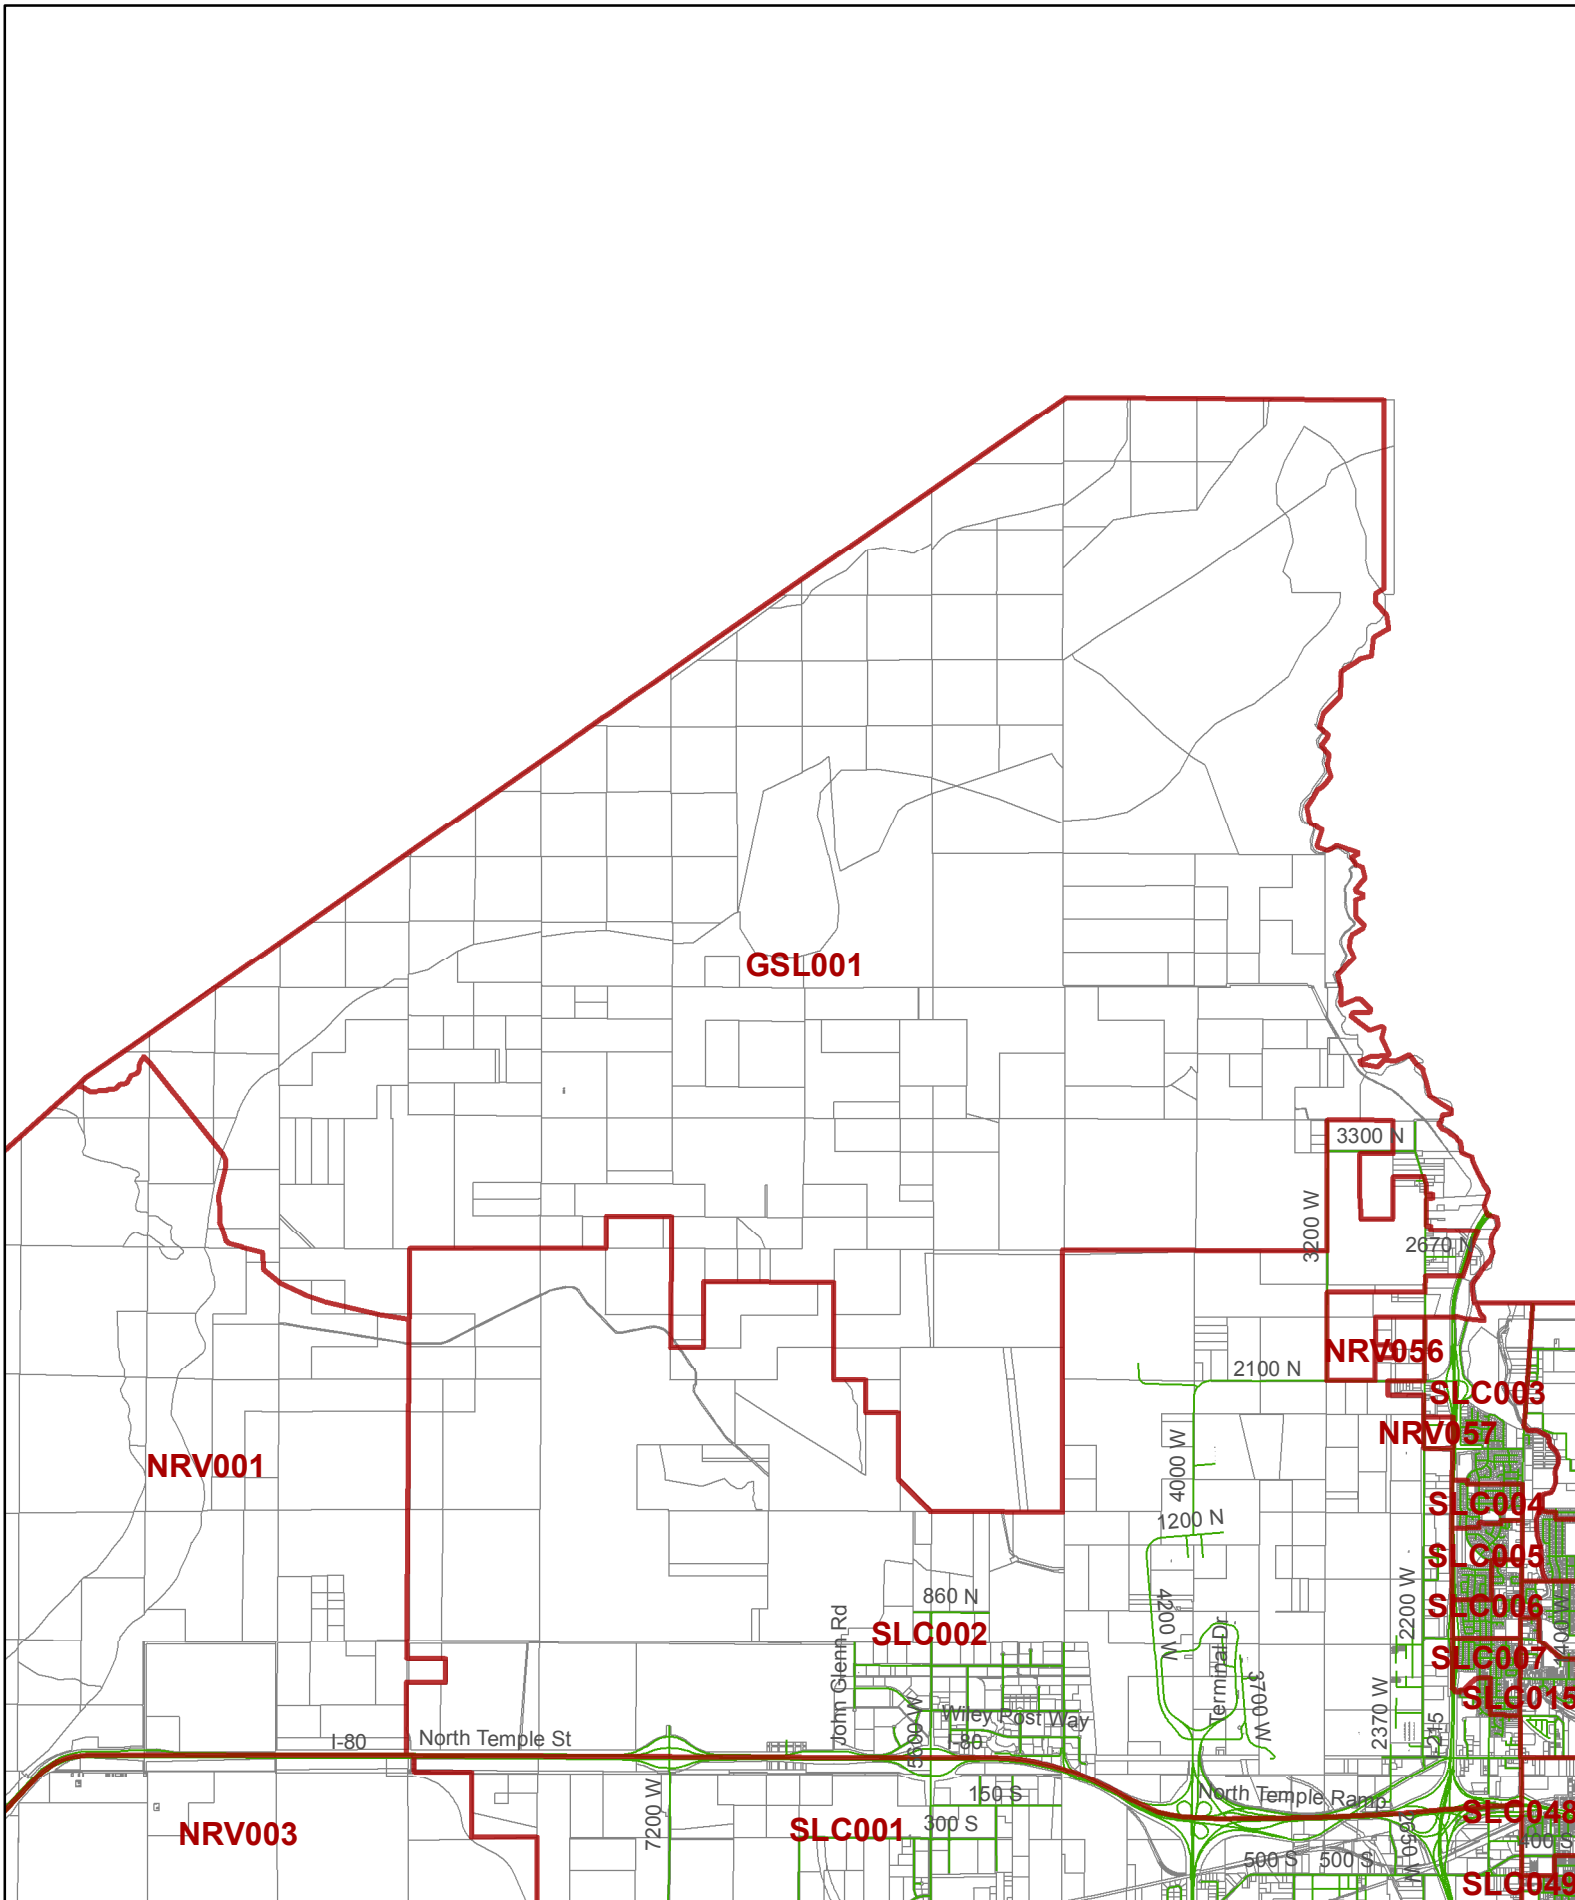 GSL001
3300 N
3200 W
2670 N
NRV056
2100 N
SLC003
NRV057
NRV001
4000 W
SLC004
1200 N
SLC005
860 N
4200 W
2200 W
SLC006
John Glenn Rd
SLC002
Terminal Dr
SLC007
3700 W
SLC015
5600 W
Wiley Post Way
2370 W
I-80
North Temple St
I-80
7200 W
150 S
North Temple Ramp
SLC048
NRV003
SLC001
300 S
400 S
500 S
500 S
SLC049